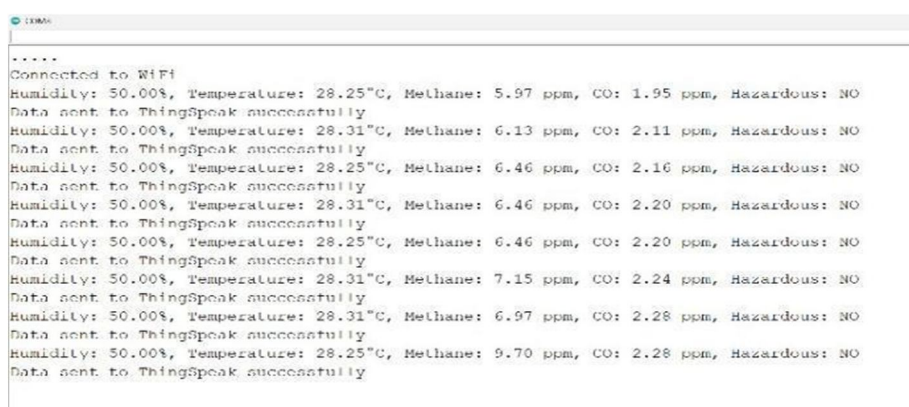 .....
Connected to WiFi
Humidity: 50.00%, Temperature: 28.25°C, Methane: 5.97 ppm, CO: 1.95 ppm, Hazardous: NO
Data sent to ThingSpeak successfully
Humidity: 50.00%, Temperature: 28.31°C, Methane: 6.13 ppm, CO: 2.11 ppm, Hazardous: NO
Data sent to ThingSpeak successfully
Humidity: 50.00%, Temperature: 28.25°C, Methane: 6.46 ppm, CO: 2.16 ppm, Hazardous: NO
Data sent to ThingSpeak successfully
Humidity: 50.00%, Temperature: 28.31°C, Methane: 6.46 ppm, CO: 2.20 ppm, Hazardous: NO
Data sent to ThingSpeak successfully
Humidity: 50.00%, Temperature: 28.25°C, Methane: 6.46 ppm, CO: 2.20 ppm, Hazardous: NO
Data sent to ThingSpeak successfully
Humidity: 50.00%, Temperature: 28.31°C, Methane: 7.15 ppm, CO: 2.24 ppm, Hazardous: NO
Data sent to ThingSpeak successfully
Humidity: 50.00%, Temperature: 28.31°C, Methane: 6.97 ppm, CO: 2.28 ppm, Hazardous: NO
Data sent to ThingSpeak successfully
Humidity: 50.00%, Temperature: 28.25°C, Methane: 9.70 ppm, CO: 2.28 ppm, Hazardous: NO
Data sent to ThingSpeak successfully